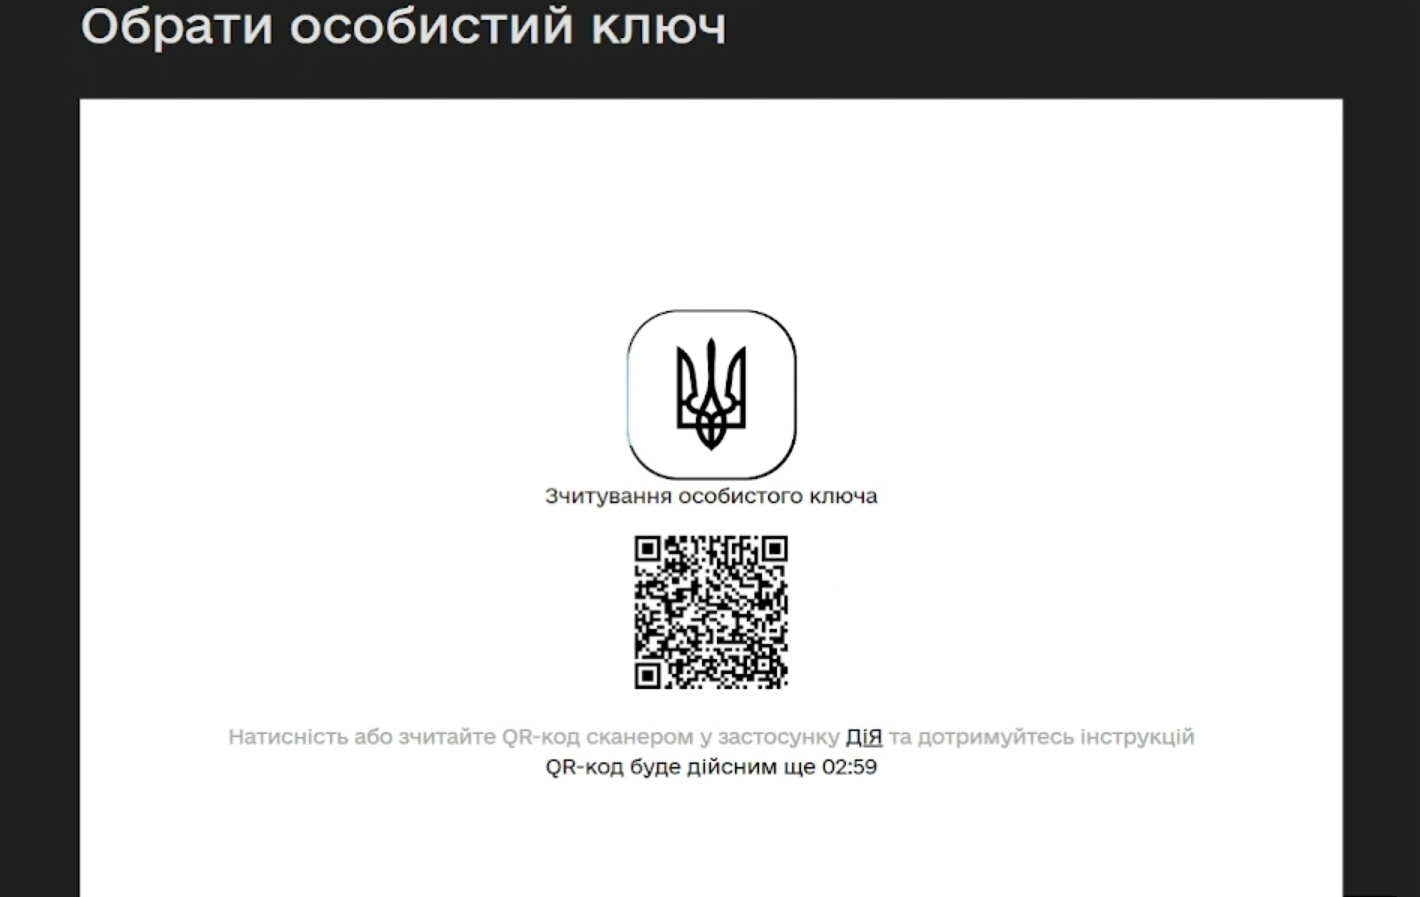 Обрати особистий ключ
Зчитування особистого ключа
Натисність або зчитайте QR-код сканером у застосунку ДіЯ та дотримуйтесь інструкцій
QR-код буде дійсним ще 02:59